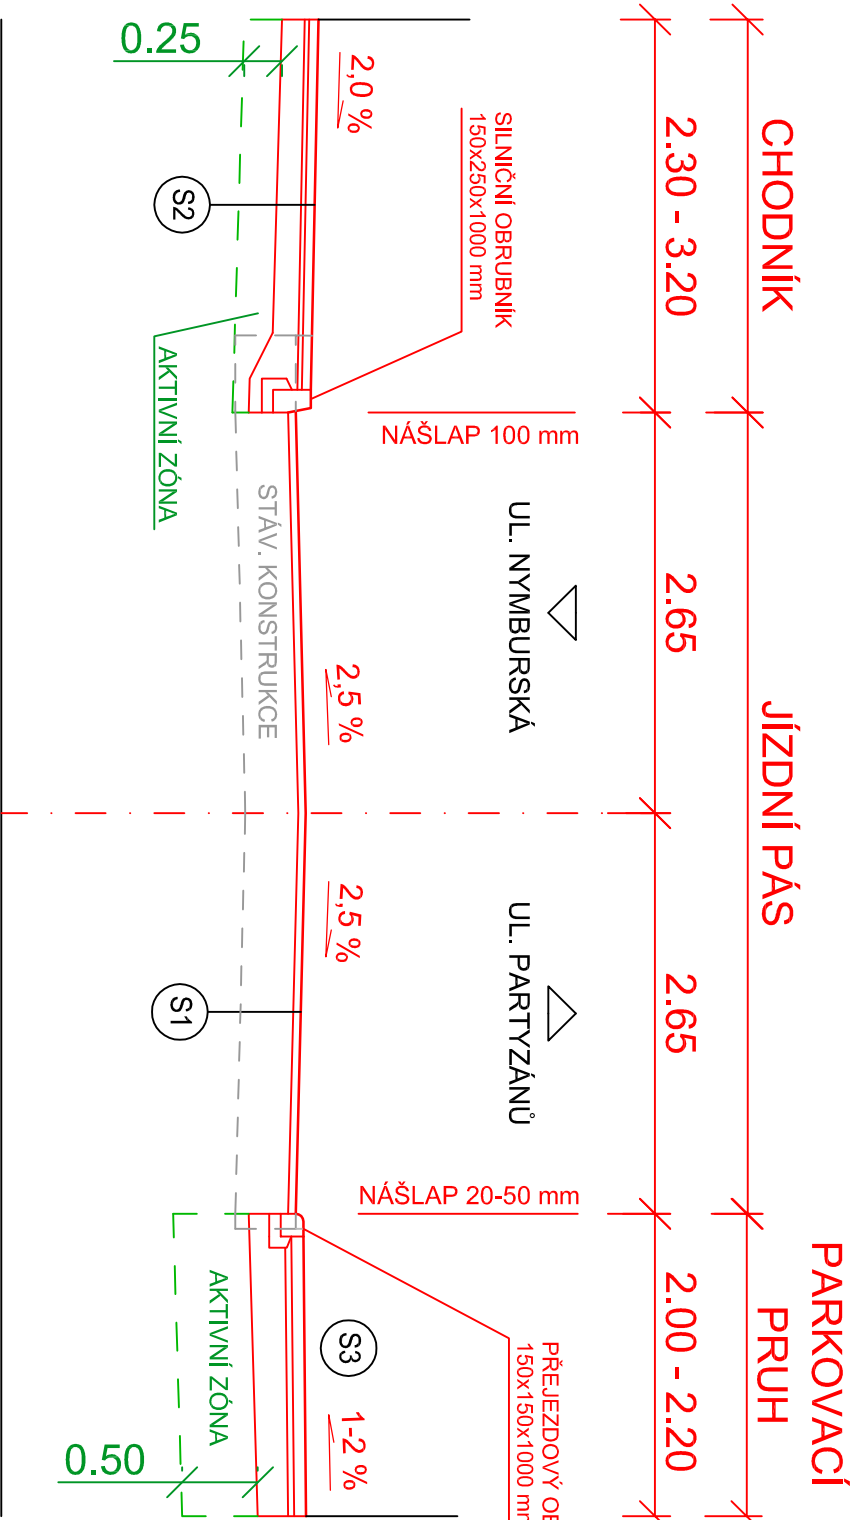 CHODNÍK
JÍZDNÍ PÁS
PARKOVACÍ
PRUH
2.30 - 3.20
2.65
2.65
2.00 - 2.20
SILNIČNÍ OBRUBNÍK
150x250x1000 mm
NÁŠLAP 100 mm
UL. NYMBURSKÁ
UL. PARTYZÁNŮ
NÁŠLAP 20-50 mm
PŘEJEZDOVÝ
150x150x1000
2,0 %
2,5 %
2,5 %
1-2 %
S3
STÁV. KONSTRUKCE
0.25
S2
AKTIVNÍ ZÓNA
S1
AKTIVNÍ ZÓNA
0.50